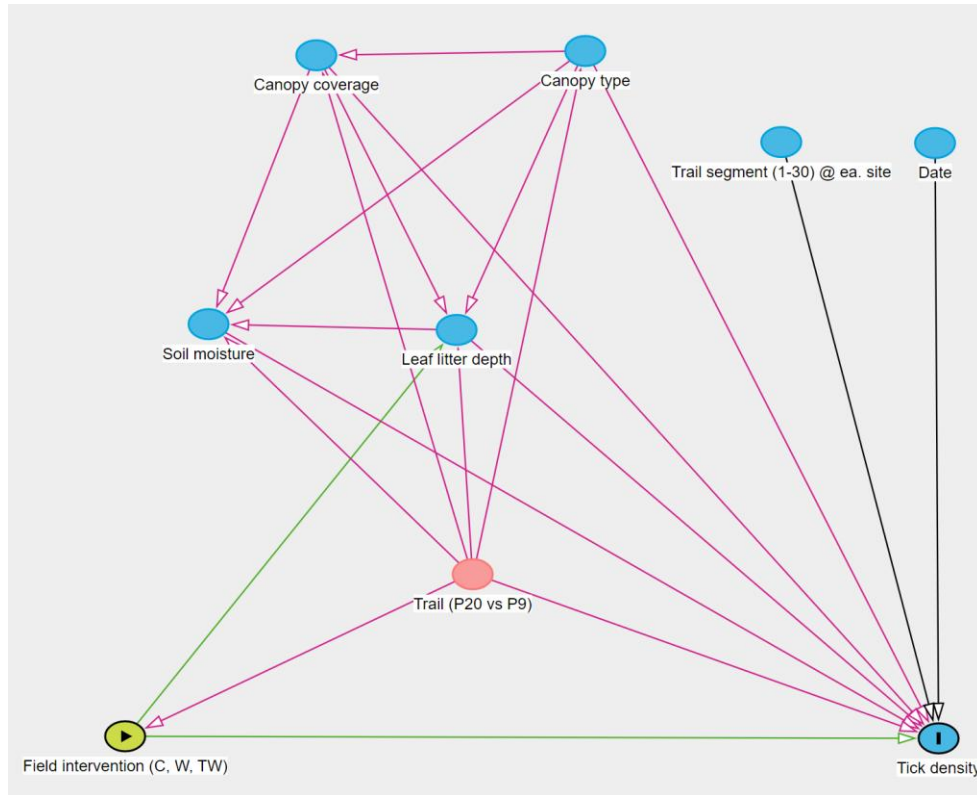 Canopy coverage
Canopy type
Trail segment (1-30) @ ea. site
Date
Soil moisture
Leaf litter depth
Trail (P20 vs P9)
Field intervention (C, W, TW)
Tick density